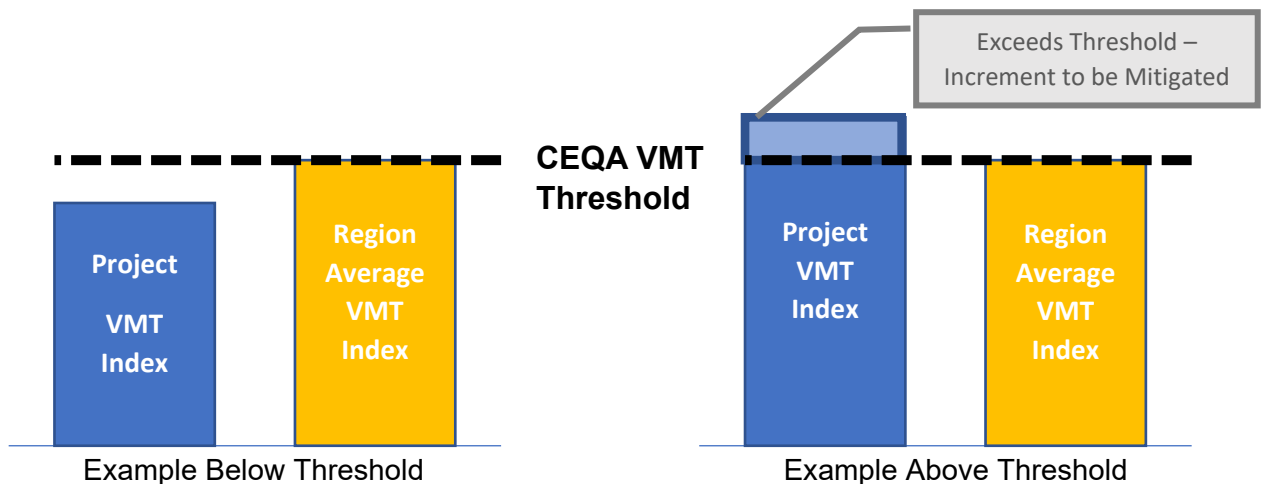 Exceeds Threshold –
Increment to be Mitigated
CEQA VMT
Threshold
Project
VMT
Index
Region
Average
VMT
Index
Project
VMT
Index
Region
Average
VMT
Index
Example Below Threshold
Example Above Threshold